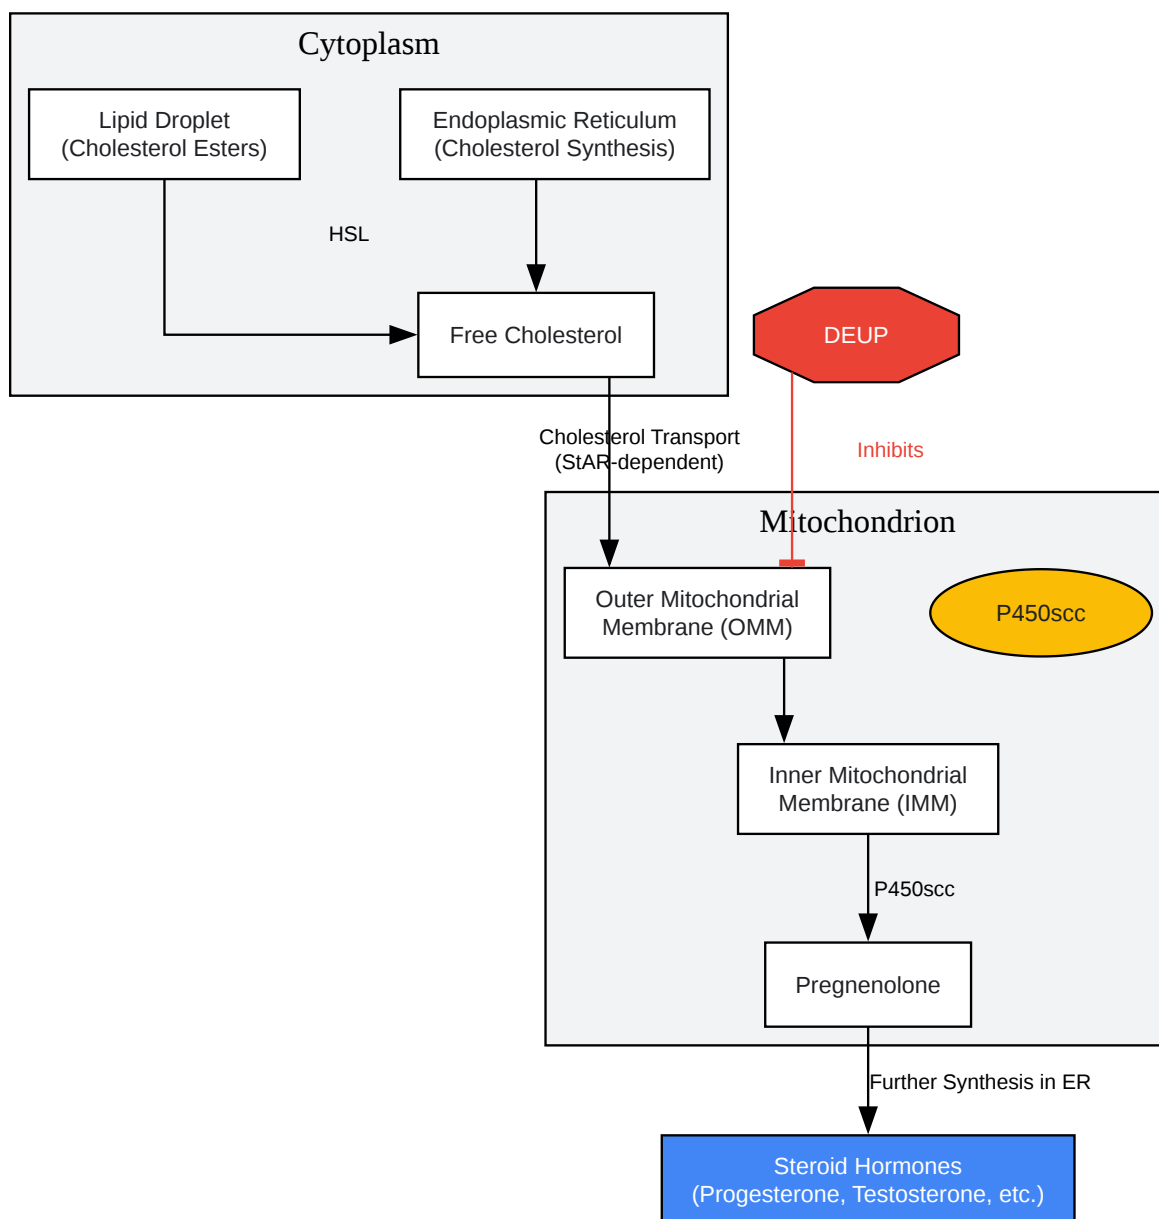 Cytoplasm
Lipid Droplet
(Cholesterol Esters)
Endoplasmic Reticulum
(Cholesterol Synthesis)
HSL
Free Cholesterol
DEUP
Cholesterol Transport
(StAR-dependent)
Inhibits
Mitochondrion
Outer Mitochondrial
Membrane (OMM)
P450scc
Inner Mitochondrial
Membrane (IMM)
P450scc
Pregnenolone
Further Synthesis in ER
Steroid Hormones
(Progesterone, Testosterone, etc.)